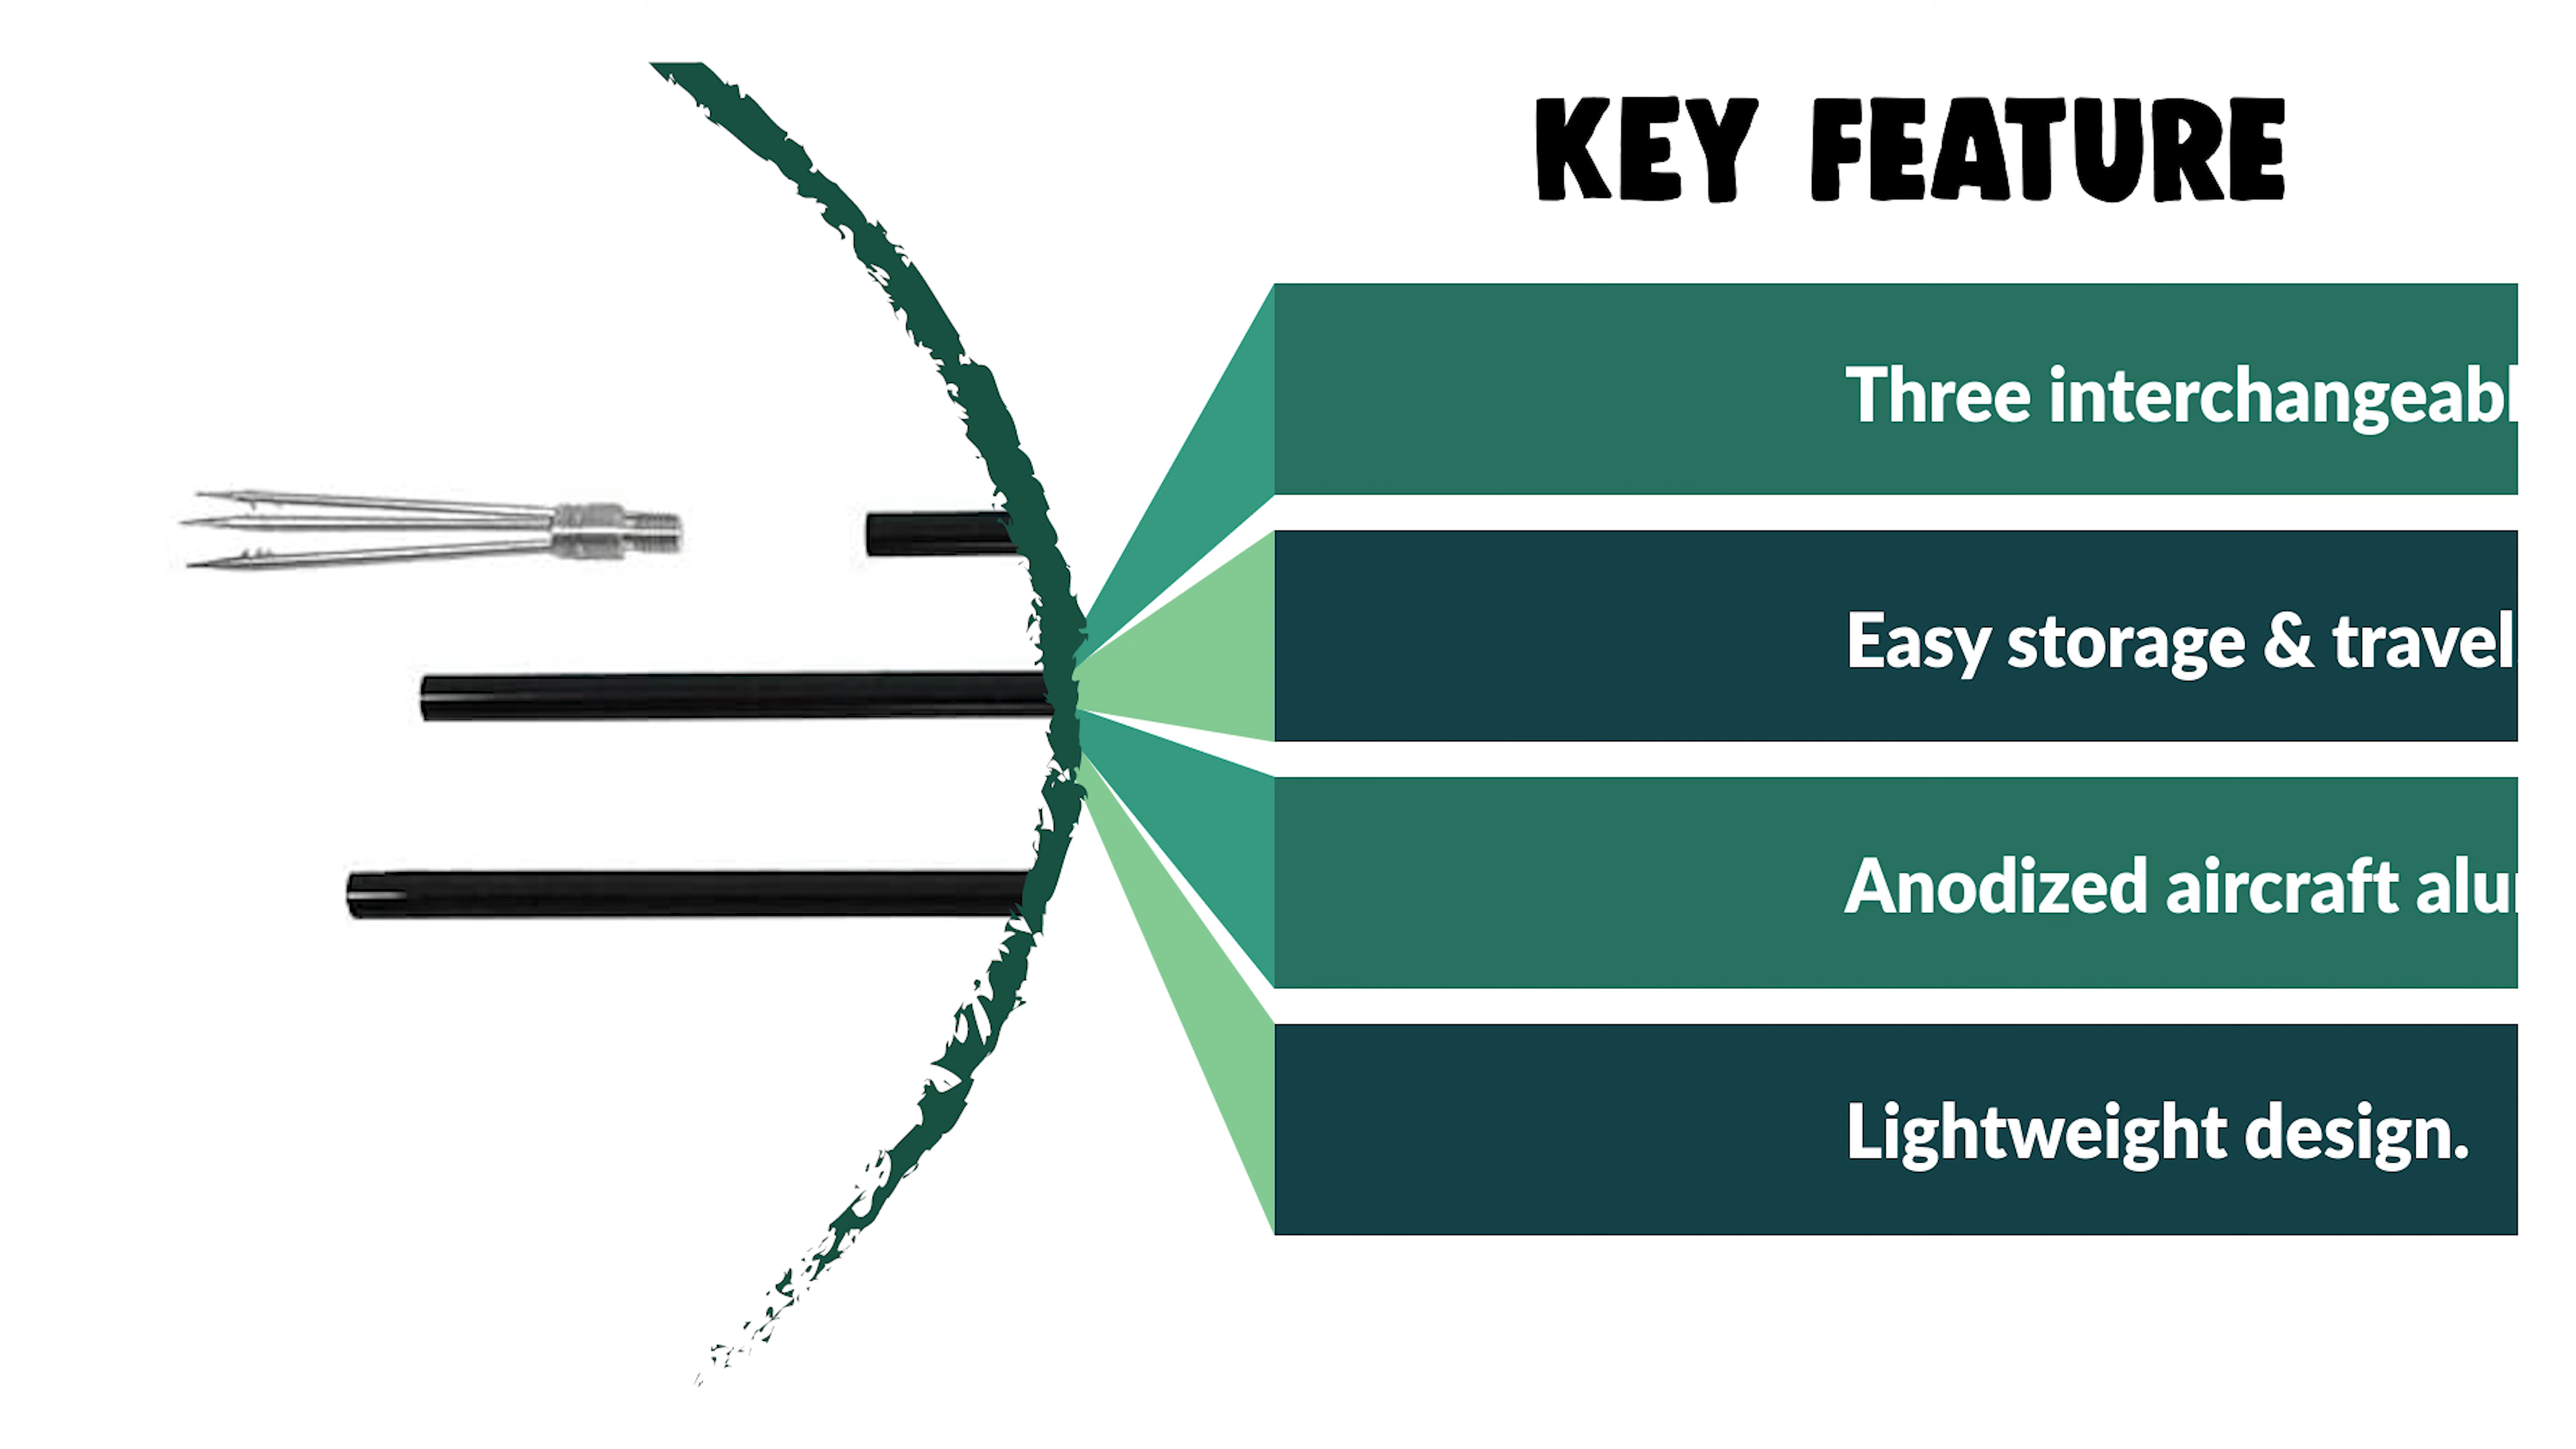 KEY FEATURE
Three interchangeabl
Easy storage & travel
Anodized aircraft alu
Lightweight design.